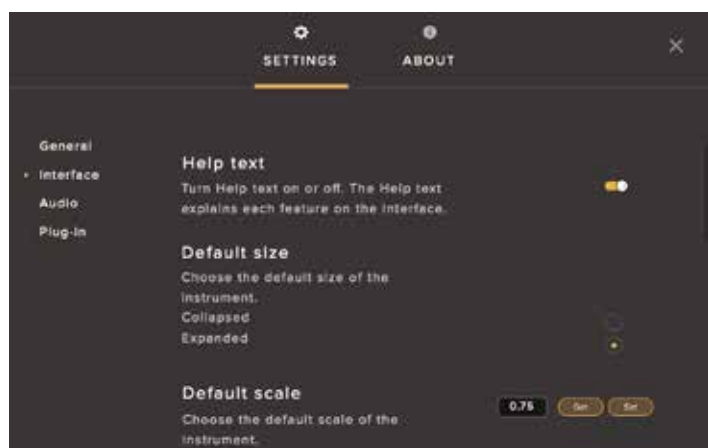 SETTINGS ABOUT
General
Interface
Audio
Plug-In
Help text
Turn Help text on or off. The Help text
explains each feature on the interface.
Default size
Choose the default size of the
instrument.
Collapsed
Expanded
Default scale
0.75 Get Set
Choose the default scale of the
instrument.